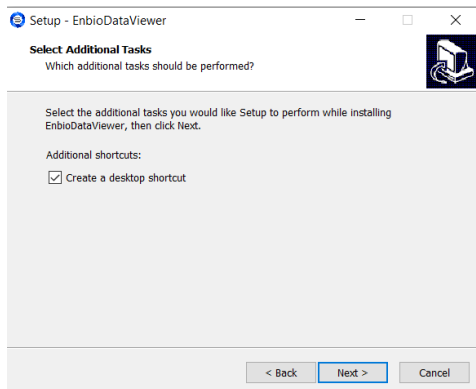 Setup - EnbioDataViewer
Select Additional Tasks
Which additional tasks should be performed?
Select the additional tasks you would like Setup to perform while installing
EnbioDataViewer, then click Next.
Additional shortcuts:
Create a desktop shortcut
< Back
Next >
Cancel